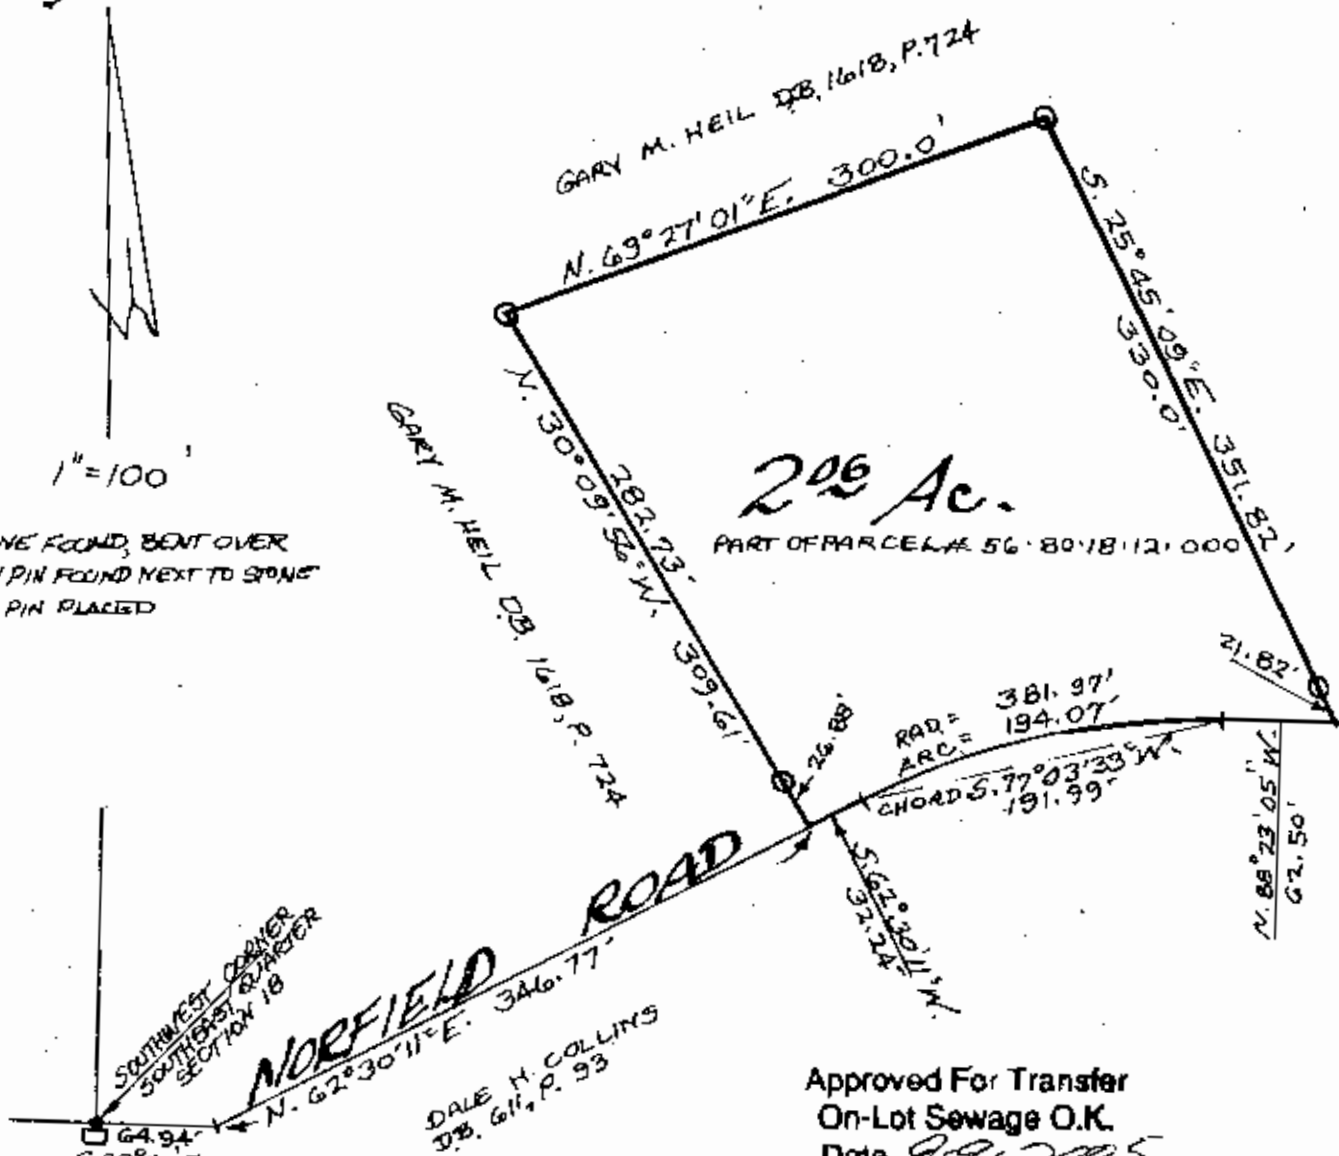 GARY M. HEIL D.B. 1618, P.724
N. 69° 27' 01" E. 300.0'
S. 25° 45' 09" E. 351.82'
330.0'
1" = 100'
FOUND, BENT OVER
PIN FOUND NEXT TO STONE
PIN PLACED
N. 30° 09' 56" W. 309.61'
282.73'
GARY M. HEIL D.B. 1618, P. 724
2.06 Ac.
PART OF PARCEL # 56·80·18·12·000
21.82'
26.88'
RAD = 381.97'
ARC = 194.07'
CHORD S. 77° 03' 33" W.
191.99'
N. 88° 23' 05" W.
62.50'
S. 62° 30' 11" W.
32.24'
NORFIELD ROAD
N. 62° 30' 11" E. 346.77'
SOUTHWEST CORNER
SOUTHEAST QUARTER
SECTION 18
DALE H. COLLINS
D.B. 611, P. 93
64.94'
Approved For Transfer
On-Lot Sewage O.K.
Date